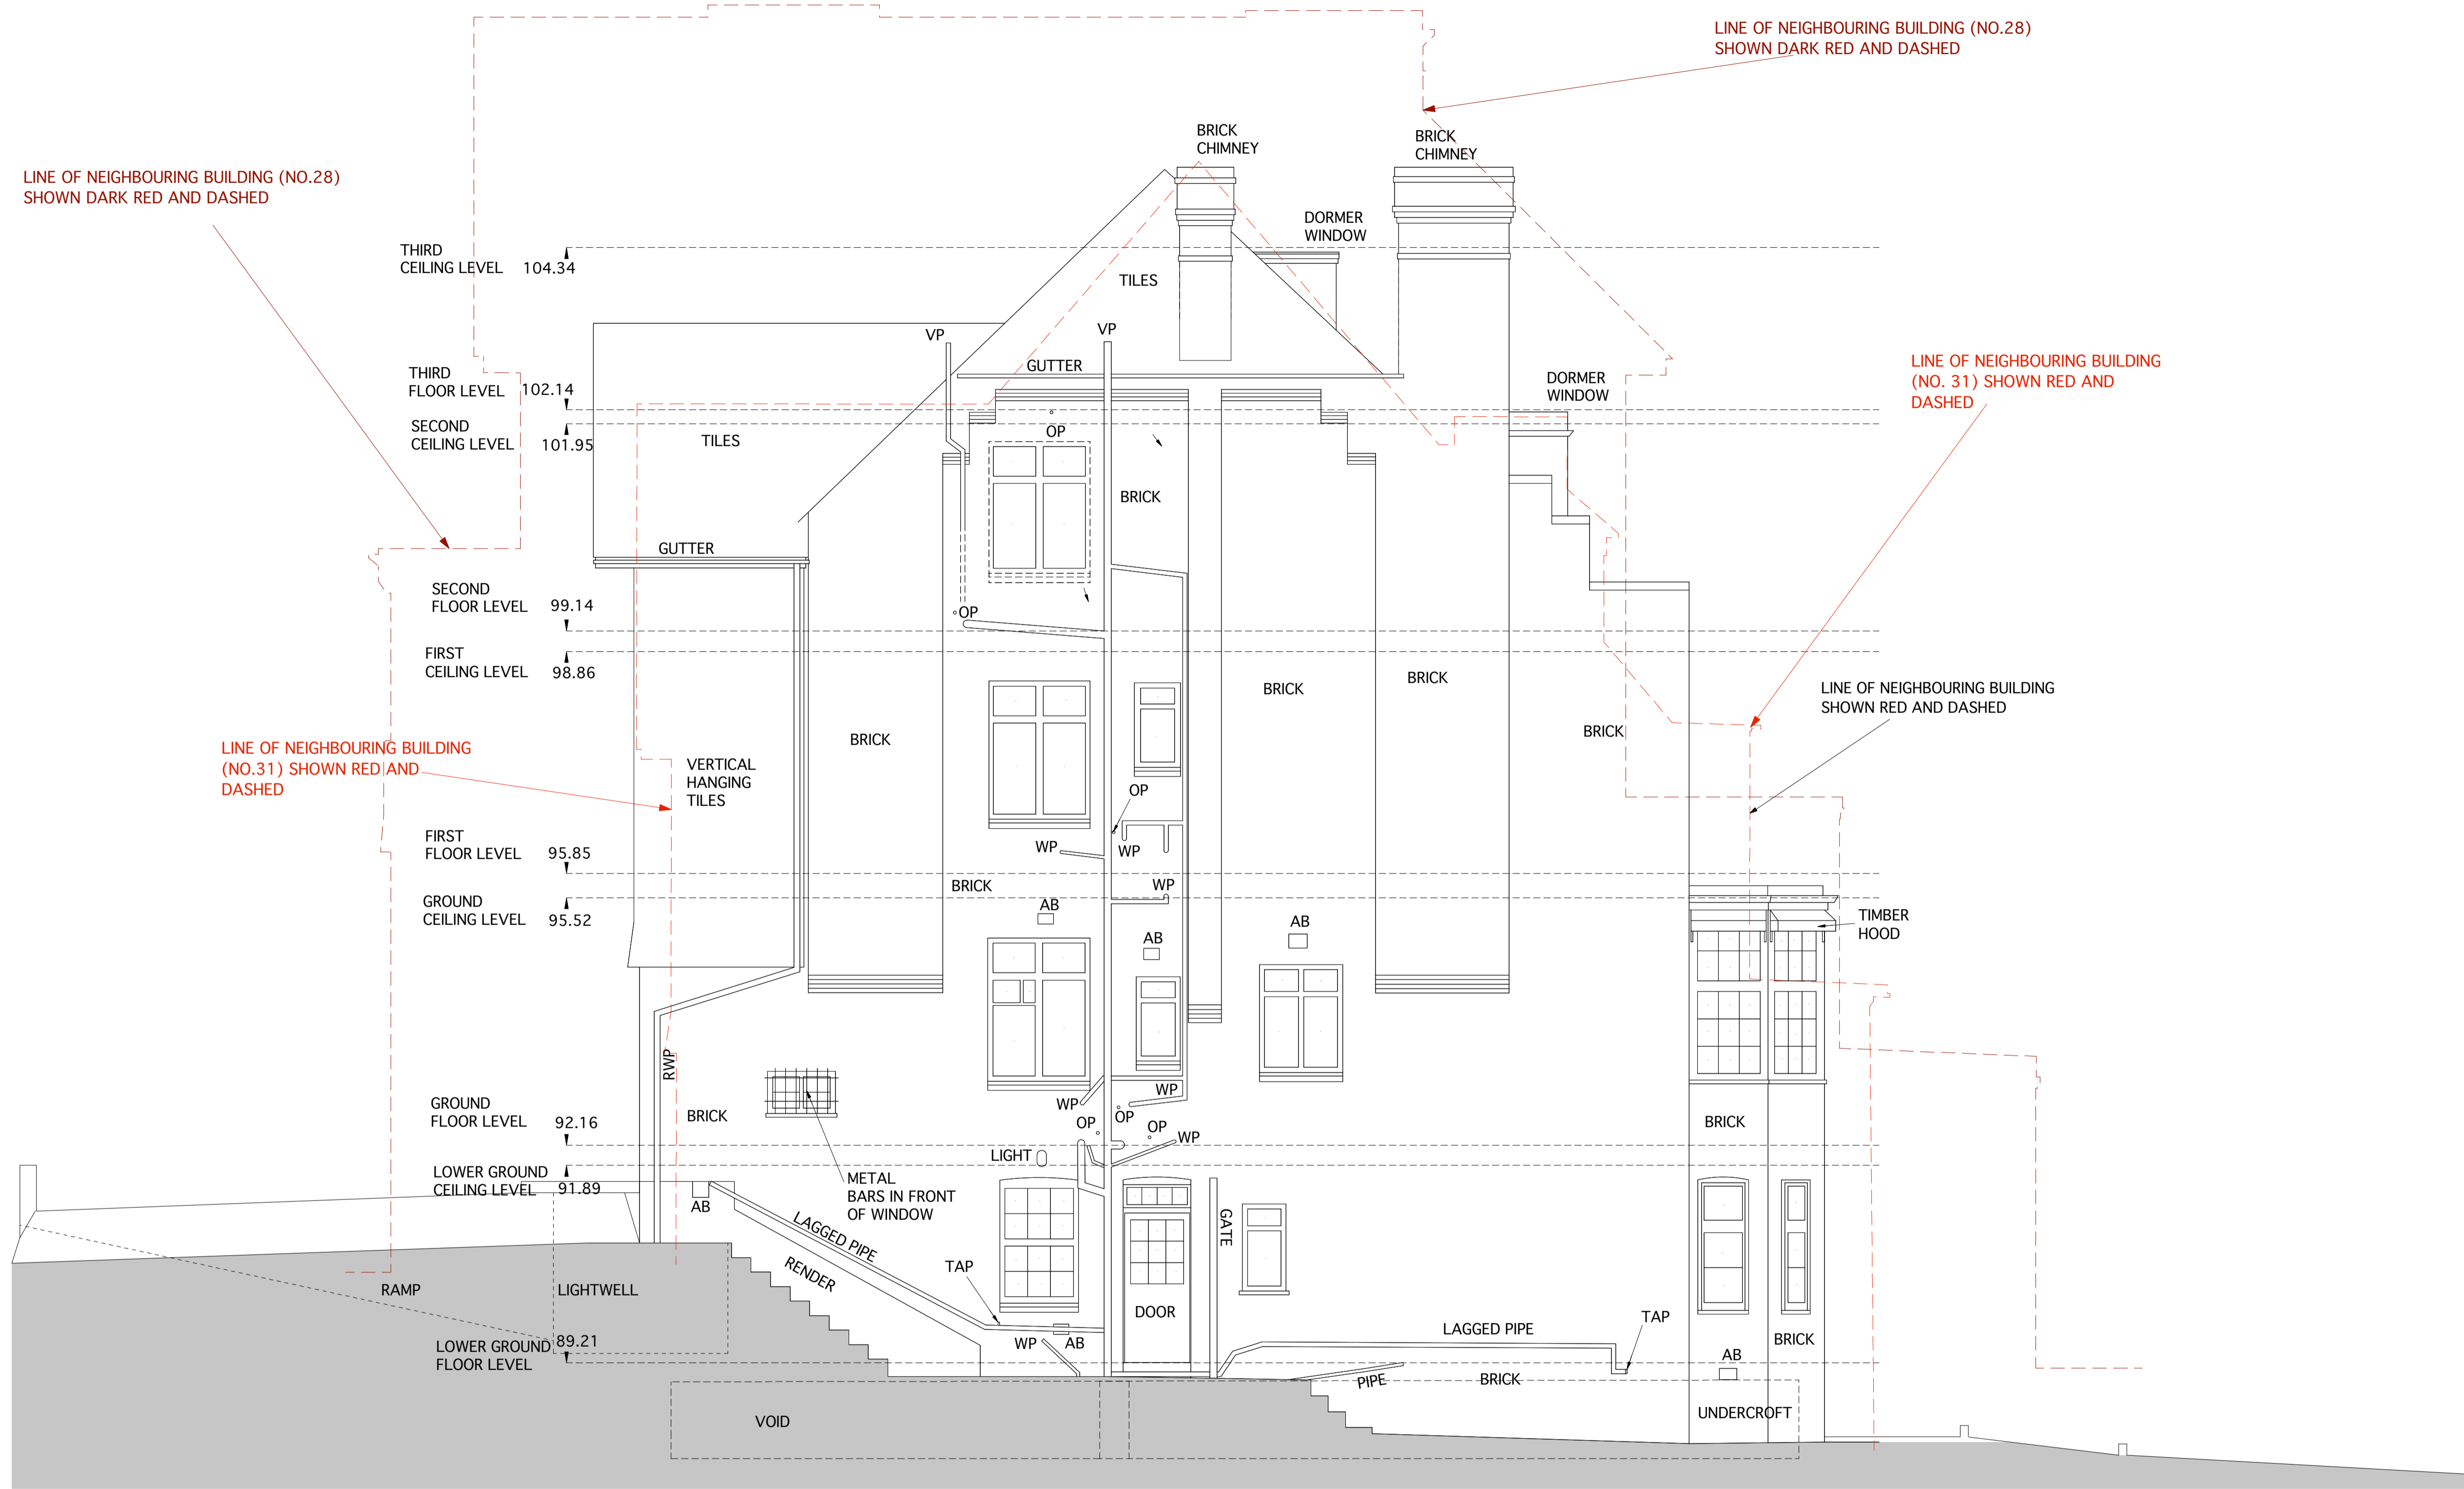 LINE OF NEIGHBOURING BUILDING (NO.28)
SHOWN DARK RED AND DASHED
BRICK
CHIMNEY
BRICK
CHIMNEY
LINE OF NEIGHBOURING BUILDING (NO.28)
SHOWN DARK RED AND DASHED
DORMER
WINDOW
THIRD
CEILING LEVEL 104.34
TILES
VP
VP
GUTTER
THIRD
FLOOR LEVEL 102.14
DORMER
WINDOW
LINE OF NEIGHBOURING BUILDING
(NO. 31) SHOWN RED AND
DASHED
SECOND
CEILING LEVEL 101.95
TILES
OP
BRICK
GUTTER
SECOND
FLOOR LEVEL 99.14
OP
FIRST
CEILING LEVEL 98.86
BRICK
BRICK
LINE OF NEIGHBOURING BUILDING
SHOWN RED AND DASHED
BRICK
BRICK
LINE OF NEIGHBOURING BUILDING
(NO.31) SHOWN RED AND
DASHED
VERTICAL
HANGING
TILES
OP
FIRST
FLOOR LEVEL 95.85
WP
WP
BRICK
WP
GROUND
CEILING LEVEL 95.52
AB
AB
AB
TIMBER
HOOD
RWP
WP
WP
GROUND
FLOOR LEVEL 92.16
BRICK
OP
OP
OP
WP
BRICK
LIGHT
LOWER GROUND
CEILING LEVEL 91.89
METAL
BARS IN FRONT
OF WINDOW
AB
LAGGED PIPE
GATE
RENDER
TAP
RAMP
LIGHTWELL
DOOR
TAP
LAGGED PIPE
LOWER GROUND 89.21
FLOOR LEVEL
WP
AB
BRICK
AB
PIPE
BRICK
VOID
UNDERCROFT